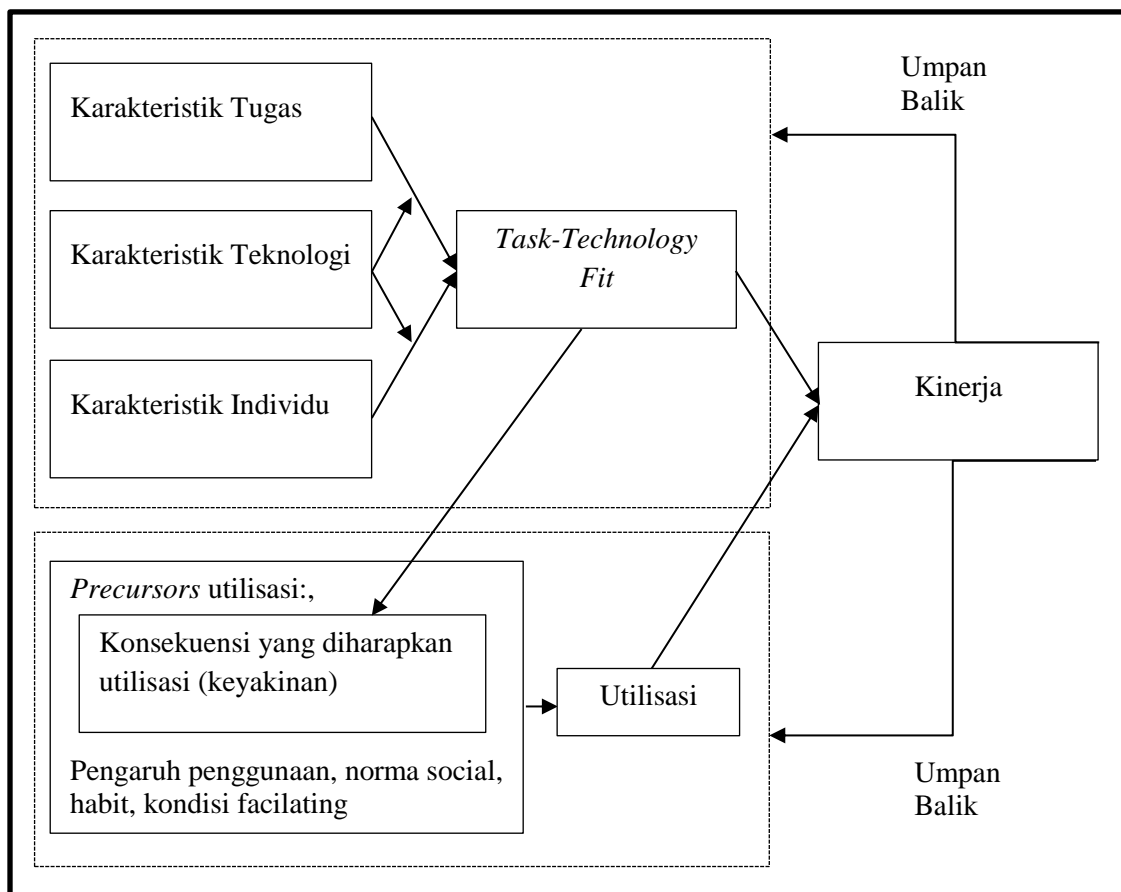 Umpan
Balik
Karakteristik Tugas
Karakteristik Teknologi
Task-Technology
Fit
Karakteristik Individu
Kinerja
Precursors utilisasi:,
Konsekuensi yang diharapkan
utilisasi (keyakinan)
Utilisasi
Pengaruh penggunaan, norma social,
habit, kondisi facilating
Umpan
Balik